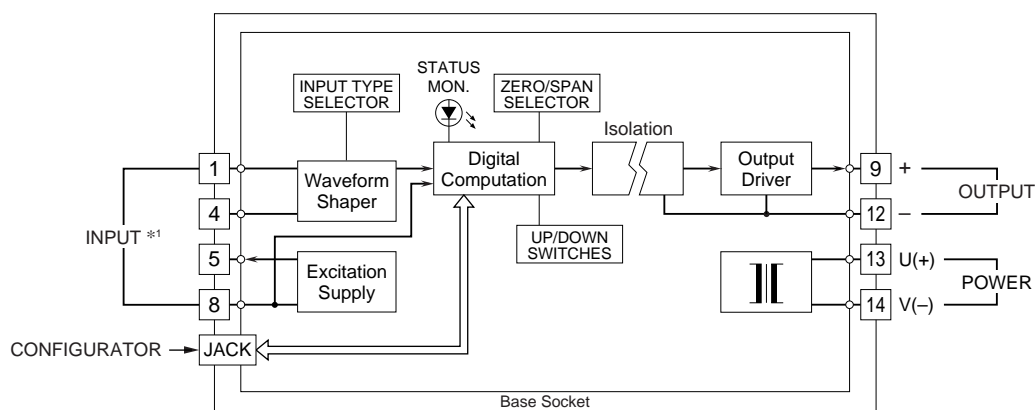 STATUS
MON.
INPUT TYPE
SELECTOR
ZERO/SPAN
SELECTOR
Isolation
1
Waveform
Shaper
Digital
Computation
Output
Driver
9
+
OUTPUT
4
12
–
INPUT *1
UP/DOWN
SWITCHES
5
Excitation
Supply
13
U(+)
POWER
8
14
V(–)
CONFIGURATOR
JACK
Base Socket